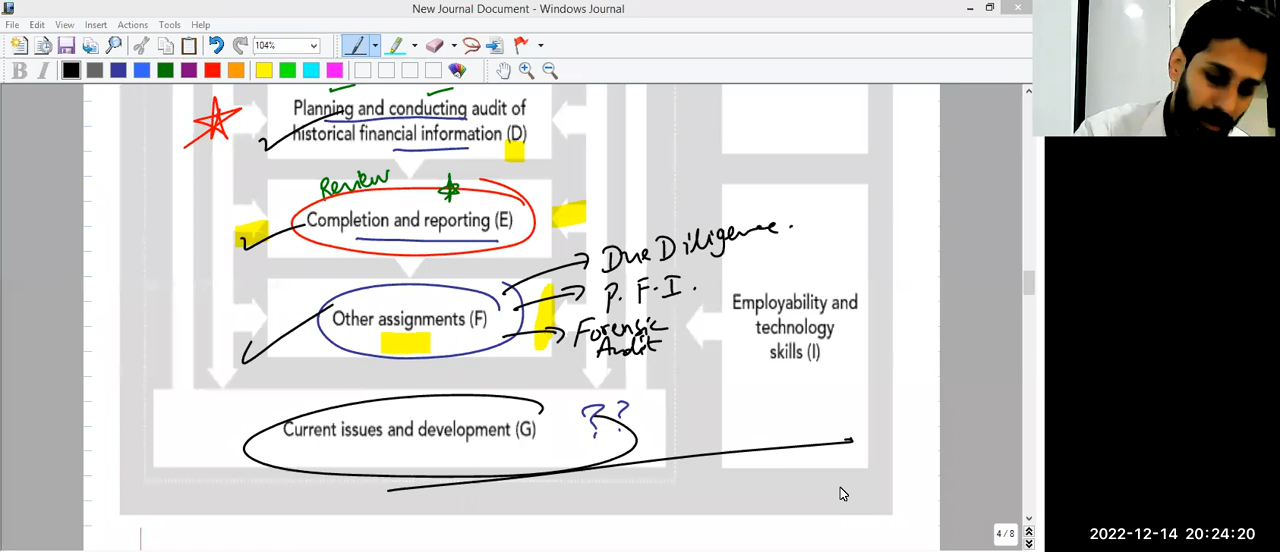 New Journal Document - Windows Journal
File Edit View Insert Actions Tools Help
104%
B I
Planning and conducting audit of
historical financial information (D)
Review
Completion and reporting (E)
Due Diligence.
P. F. I.
Other assignments (F)
Forensic
Audit
Employability and
technology
skills (I)
Current issues and development (G) ??
4 / 8
2022-12-14 20:24:20